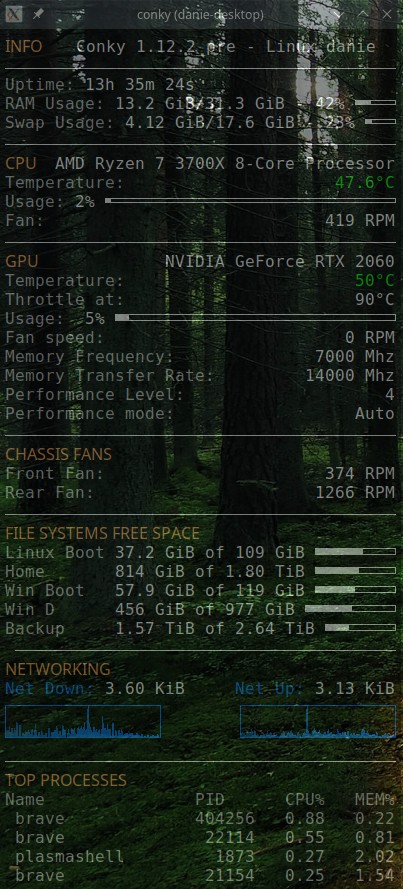 conky (danie-desktop)
INFO Conky 1.12.2_pre - Linux danie
Uptime: 13h 35m 24s
RAM Usage: 13.2 GiB/31.3 GiB - 42%
Swap Usage: 4.12 GiB/17.6 GiB - 23%
CPU AMD Ryzen 7 3700X 8-Core Processor
Temperature: 47.6°C
Usage: 2%
Fan: 419 RPM
GPU NVIDIA GeForce RTX 2060
Temperature: 50°C
Throttle at: 90°C
Usage: 5%
Fan speed: 0 RPM
Memory Frequency: 7000 Mhz
Memory Transfer Rate: 14000 Mhz
Performance Level: 4
Performance mode: Auto
CHASSIS FANS
Front Fan: 374 RPM
Rear Fan: 1266 RPM
FILE SYSTEMS FREE SPACE
Linux Boot 37.2 GiB of 109 GiB
Home 814 GiB of 1.80 TiB
Win Boot 57.9 GiB of 119 GiB
Win D 456 GiB of 977 GiB
Backup 1.57 TiB of 2.64 TiB
NETWORKING
Net Down: 3.60 KiB Net Up: 3.13 KiB
TOP PROCESSES
Name PID CPU% MEM%
brave 404256 0.88 0.22
brave 22114 0.55 0.81
plasmashell 1873 0.27 2.02
brave 21154 0.25 1.54